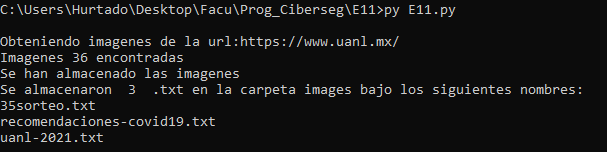 C:\Users\Hurtado\Desktop\Facu\Prog_Ciberseg\E11>py E11.py
Obteniendo imagenes de la url:https://www.uanl.mx/
Imagenes 36 encontradas
Se han almacenado las imagenes
Se almacenaron  3  .txt en la carpeta images bajo los siguientes nombres:
35sorteo.txt
recomendaciones-covid19.txt
uanl-2021.txt